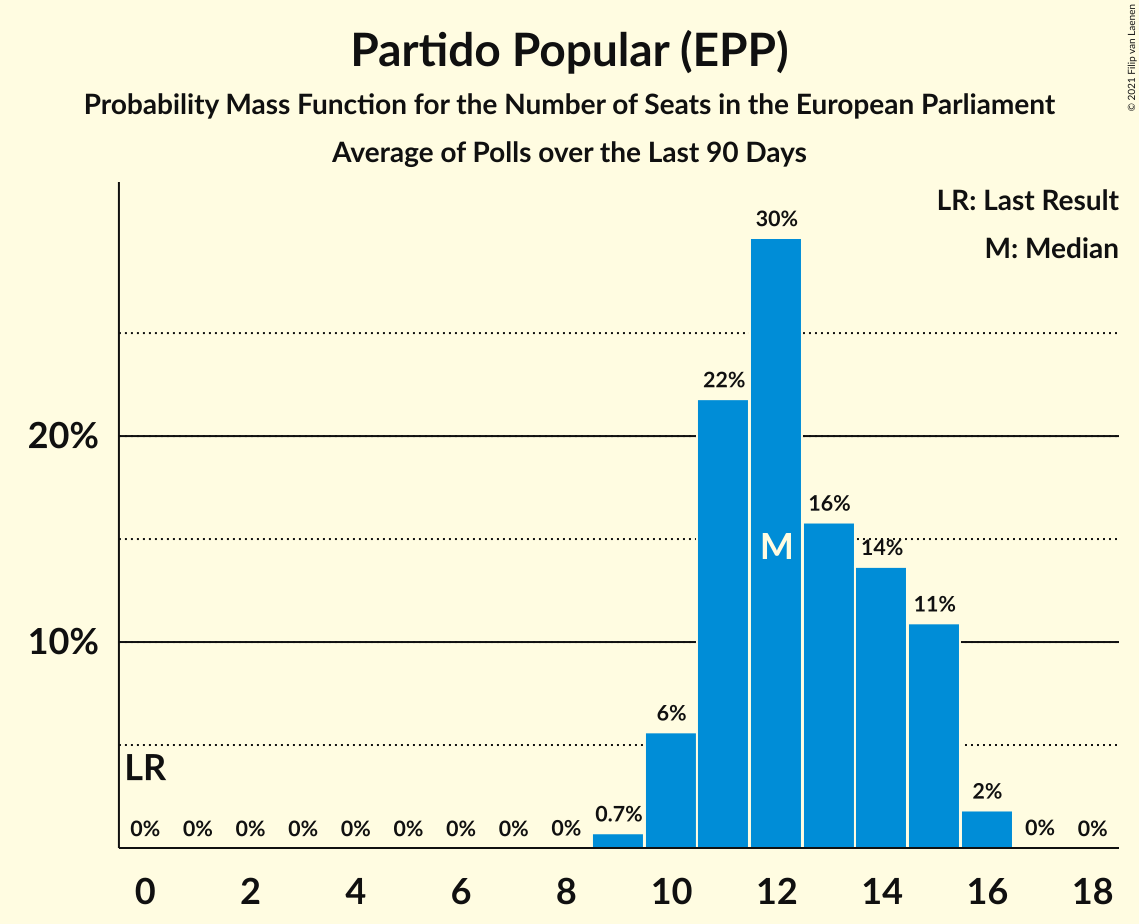 Partido Popular (EPP)
Probability Mass Function for the Number of Seats in the European Parliament
Average of Polls over the Last 90 Days
© 2021 Filip van Laenen
LR: Last Result
M: Median
30%
22%
20%
16%
M
14%
11%
10%
6%
LR
2%
0% 0% 0% 0% 0% 0% 0% 0% 0% 0.7% 0% 0%
0 2 4 6 8 10 12 14 16 18